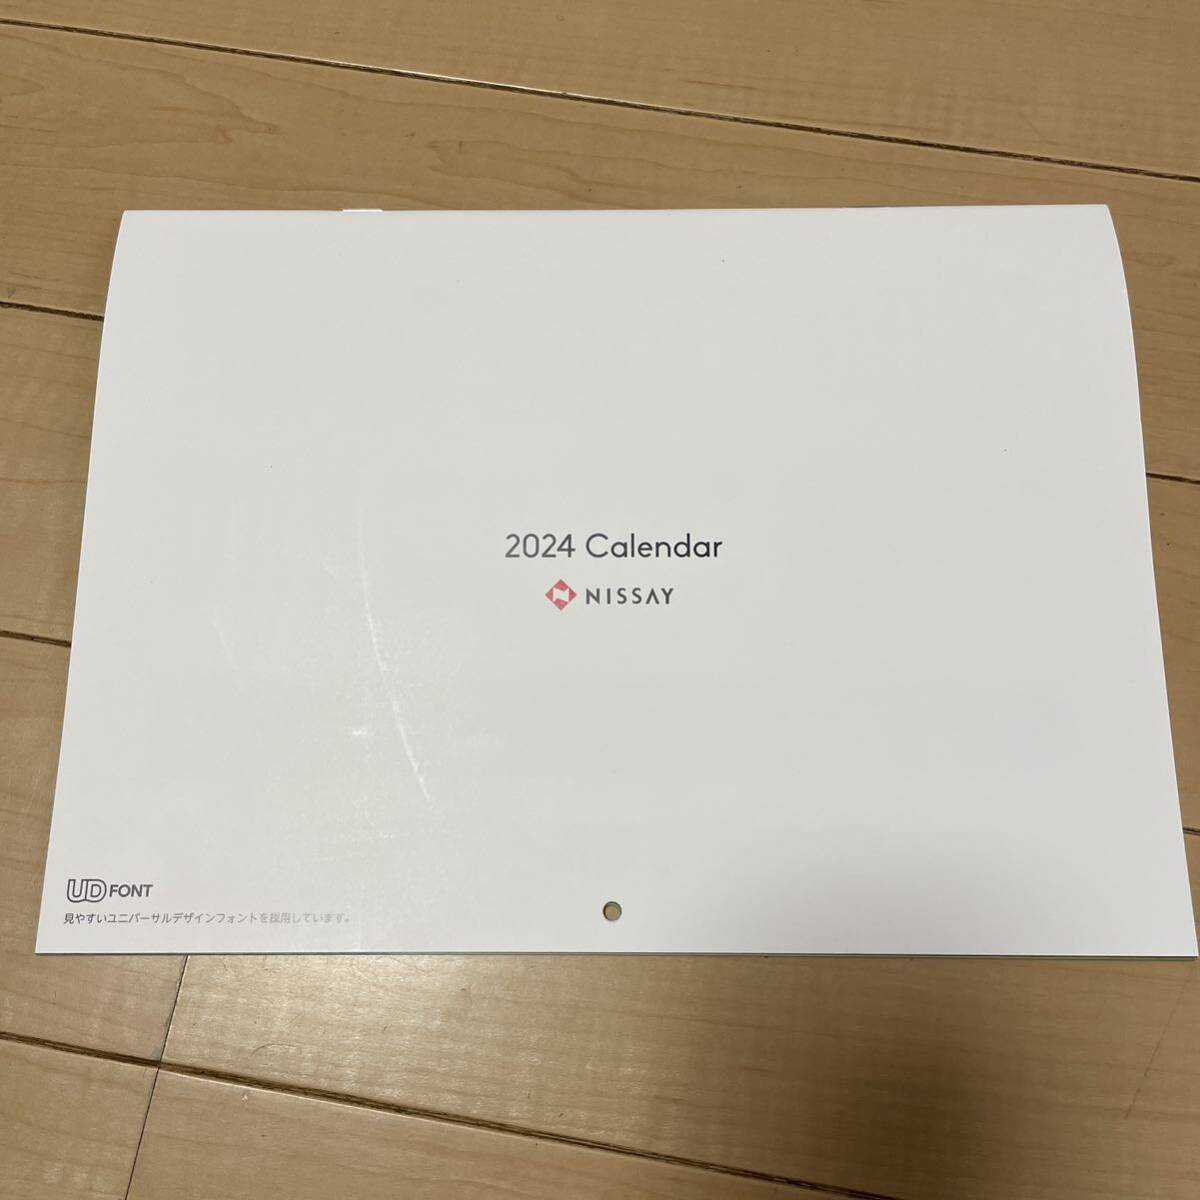 2024 Calendar
NISSAY
UD FONT
見やすいユニバーサルデザインフォントを採用しています。